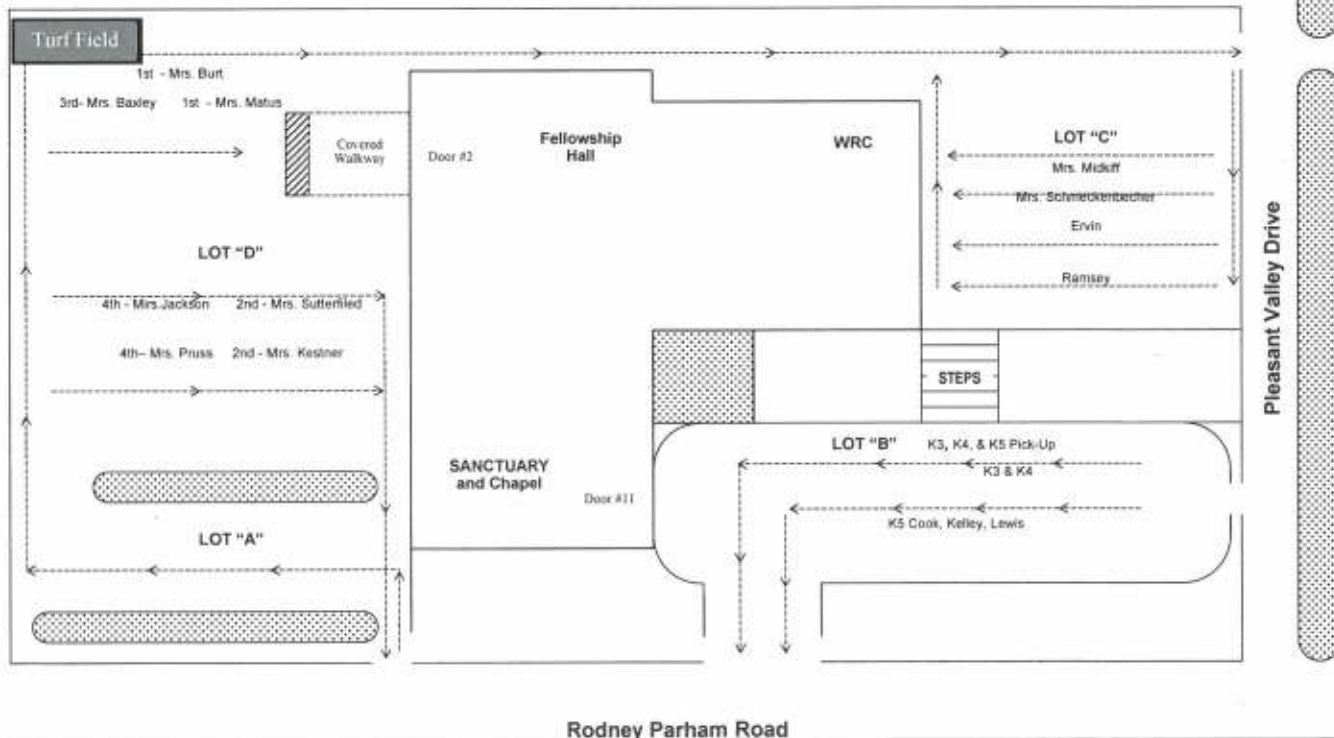 Turf Field
1st - Mrs. Burt
3rd- Mrs. Baxley 1st - Mrs. Matus
Covered
Walkway
Door #2
Fellowship
Hall
WRC
LOT "C"
Mrs. Midkiff
Mrs. Schmeckenbecher
Ervin
Ramsey
Pleasant Valley Drive
LOT "D"
4th - Mrs.Jackson 2nd - Mrs. Sutterfiled
4th– Mrs. Pruss 2nd - Mrs. Kestner
STEPS
LOT "B" K3, K4, & K5 Pick-Up
K3 & K4
K5 Cook, Kelley, Lewis
SANCTUARY
and Chapel
Door #11
LOT "A"
Rodney Parham Road